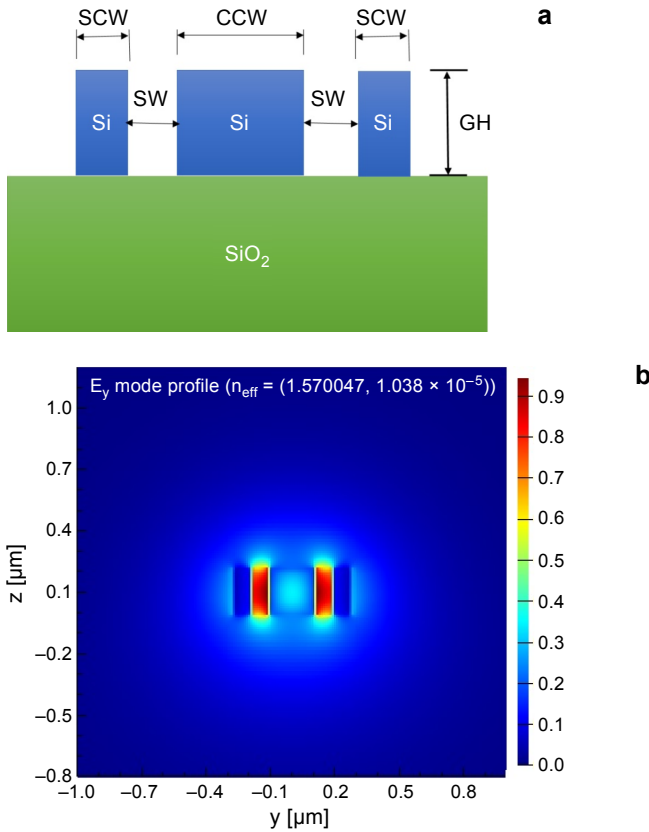 SCW CCW SCW a
SW SW
Si Si Si GH
SiO₂
b
E_y mode profile (n_eff = (1.570047, 1.038 × 10⁻⁵))
1.0
0.7
0.4
0.1
–0.2
–0.5
–0.8
z [µm]
–1.0 –0.7 –0.4 –0.1 0.2 0.5 0.8
y [µm]
0.9
0.8
0.7
0.6
0.5
0.4
0.3
0.2
0.1
0.0